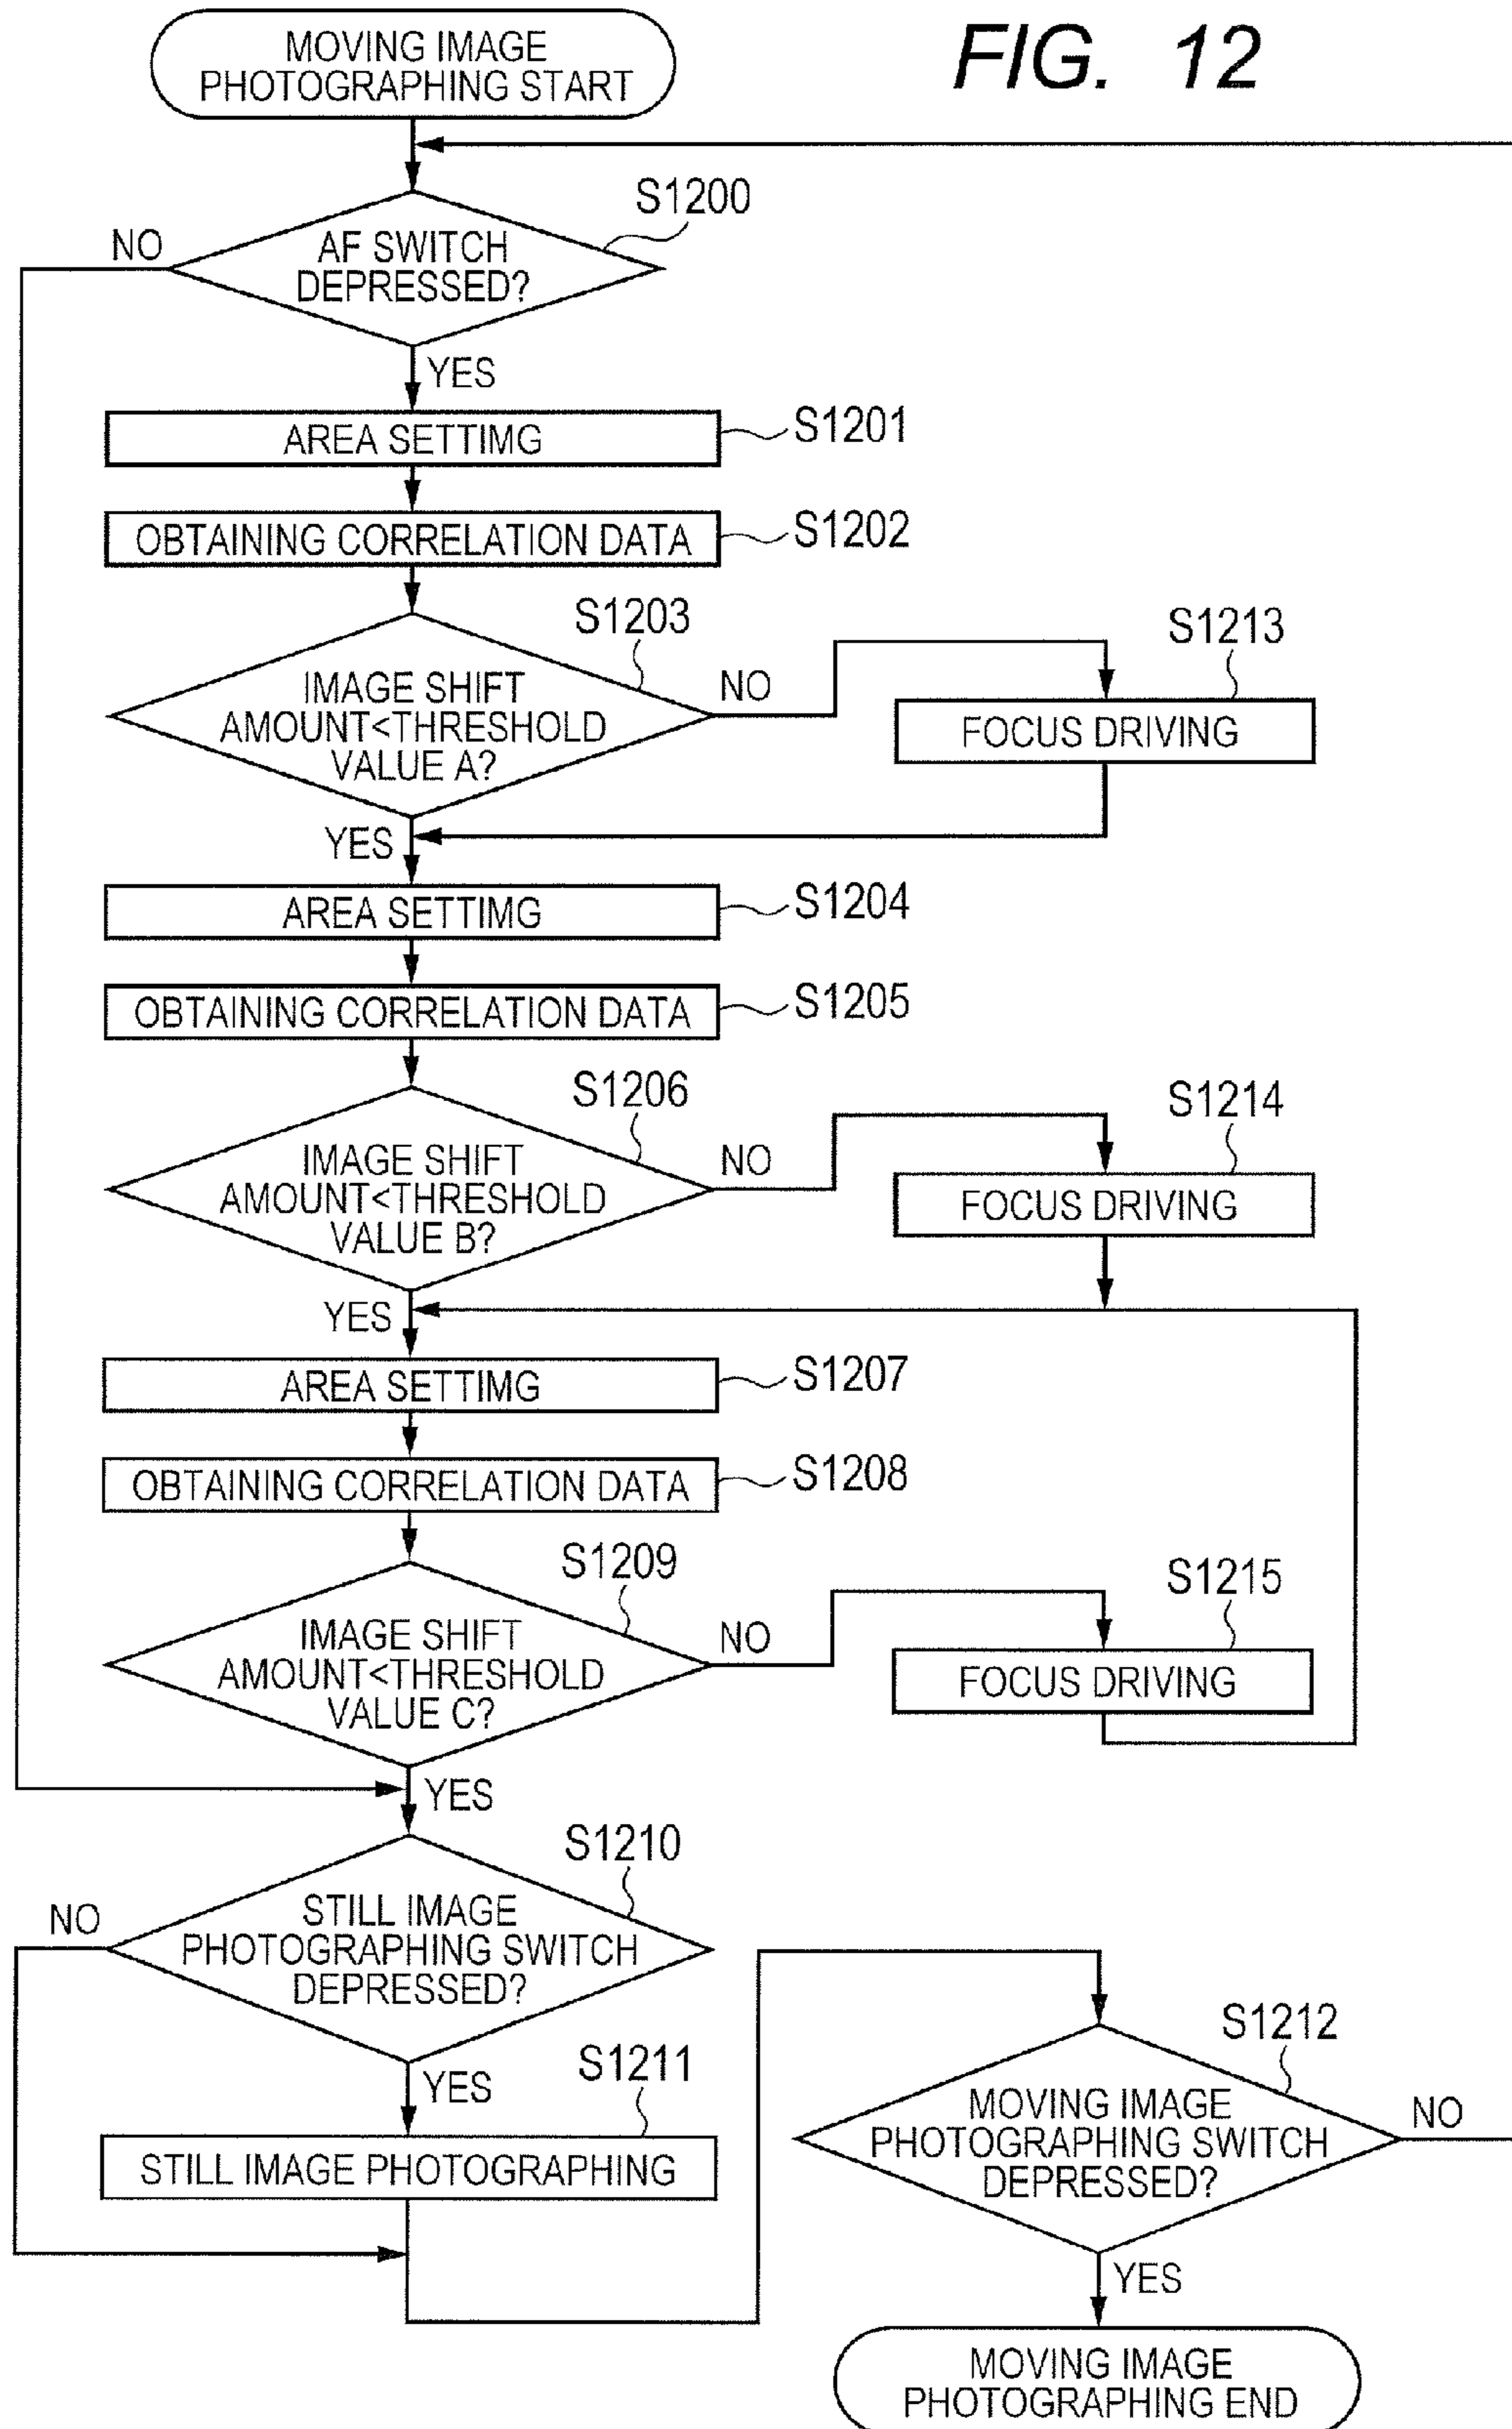 FIG. 12
MOVING IMAGE
PHOTOGRAPHING START
S1200
NO
AF SWITCH
DEPRESSED?
YES
AREA SETTIMG
S1201
OBTAINING CORRELATION DATA
S1202
S1203
IMAGE SHIFT
AMOUNT<THRESHOLD
VALUE A?
NO
S1213
FOCUS DRIVING
YES
AREA SETTIMG
S1204
OBTAINING CORRELATION DATA
S1205
S1206
IMAGE SHIFT
AMOUNT<THRESHOLD
VALUE B?
NO
S1214
FOCUS DRIVING
YES
AREA SETTIMG
S1207
OBTAINING CORRELATION DATA
S1208
S1209
IMAGE SHIFT
AMOUNT<THRESHOLD
VALUE C?
NO
S1215
FOCUS DRIVING
YES
S1210
NO
STILL IMAGE
PHOTOGRAPHING SWITCH
DEPRESSED?
YES
S1211
STILL IMAGE PHOTOGRAPHING
S1212
MOVING IMAGE
PHOTOGRAPHING SWITCH
DEPRESSED?
NO
YES
MOVING IMAGE
PHOTOGRAPHING END